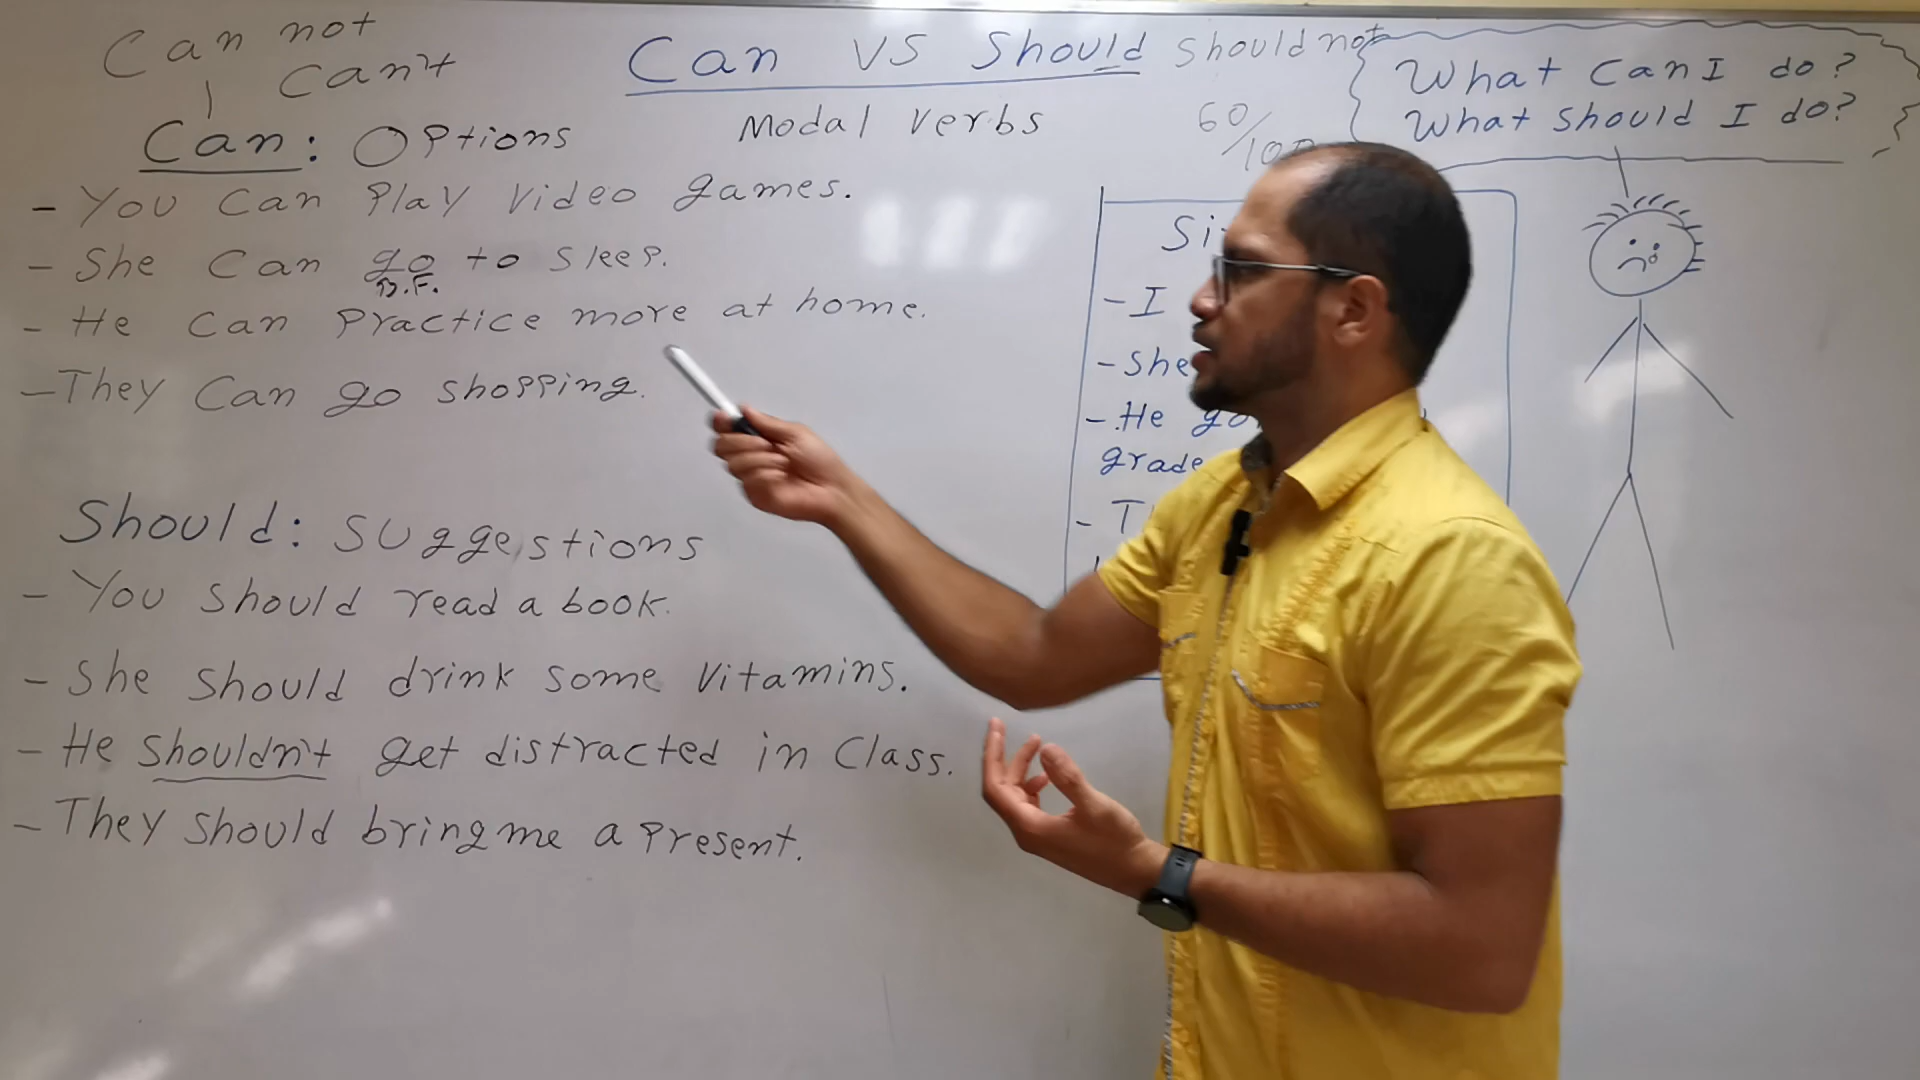 Can not
can't
Can VS Should should not
Modal verbs
60/100
What can I do?
What should I do?
Can: Options
- You can play video games.
- She can go to sleep.
B.F.
- He can practice more at home.
- They can go shopping.
Should: Suggestions
- You should read a book.
- She should drink some vitamins.
- He shouldn't get distracted in class.
- They should bring me a present.
- I
- She
- He
grade